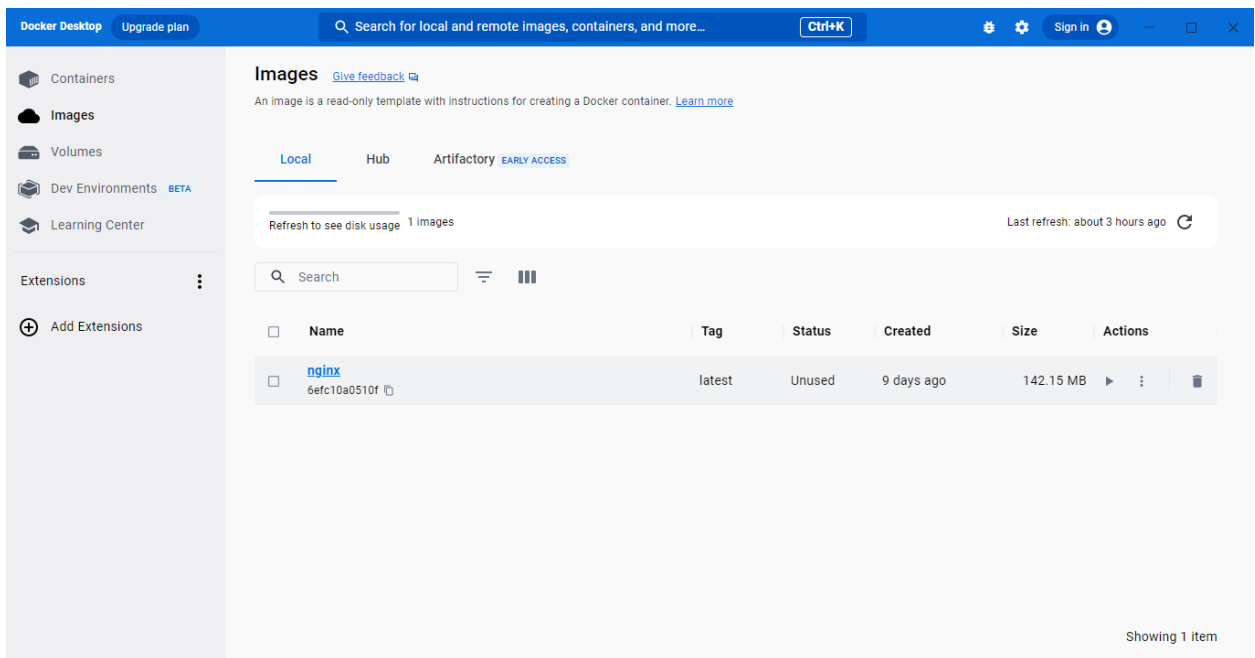 Docker Desktop Upgrade plan Search for local and remote images, containers, and more... Ctrl+K Sign in
Containers
Images
Volumes
Dev Environments BETA
Learning Center
Extensions
Add Extensions
Images Give feedback
An image is a read-only template with instructions for creating a Docker container. Learn more
Local Hub Artifactory EARLY ACCESS
Refresh to see disk usage 1 images Last refresh: about 3 hours ago
Search
Name Tag Status Created Size Actions
nginx
6efc10a0510f
latest Unused 9 days ago 142.15 MB
Showing 1 item